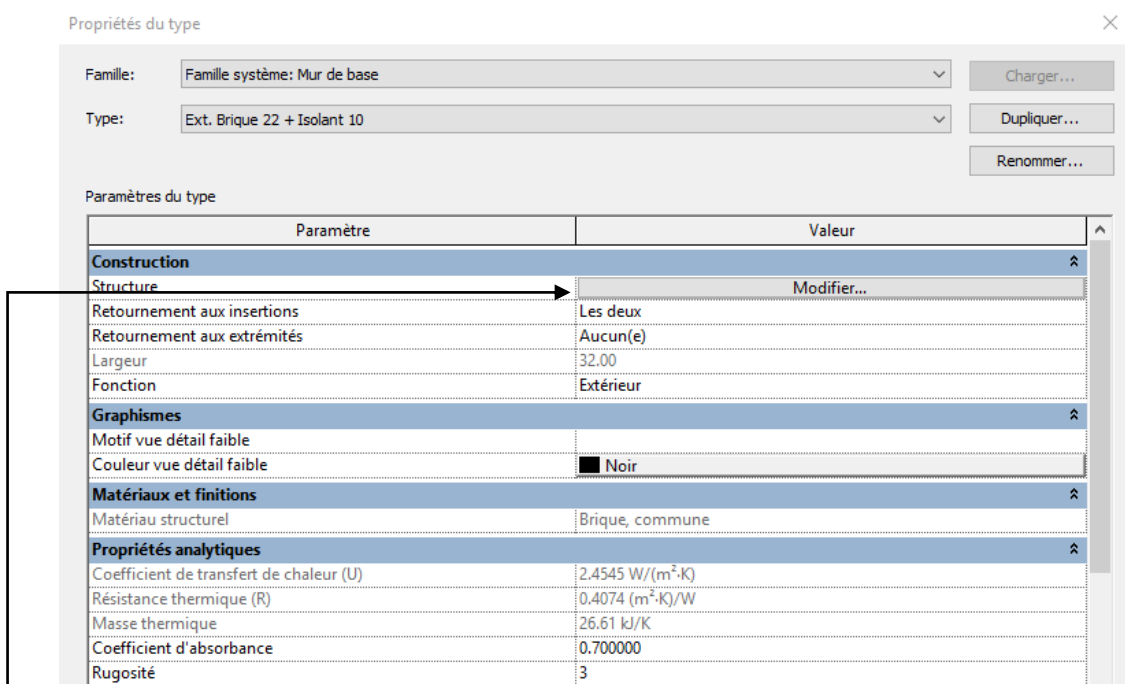 Propriétés du type
Famille: Famille système: Mur de base Charger...
Type: Ext. Brique 22 + Isolant 10 Dupliquer...
Renommer...
Paramètres du type
Paramètre Valeur
Construction
Structure Modifier...
Retournement aux insertions Les deux
Retournement aux extrémités Aucun(e)
Largeur 32.00
Fonction Extérieur
Graphismes
Motif vue détail faible
Couleur vue détail faible Noir
Matériaux et finitions
Matériau structurel Brique, commune
Propriétés analytiques
Coefficient de transfert de chaleur (U) 2.4545 W/(m²·K)
Résistance thermique (R) 0.4074 (m²·K)/W
Masse thermique 26.61 kJ/K
Coefficient d'absorbance 0.700000
Rugosité 3